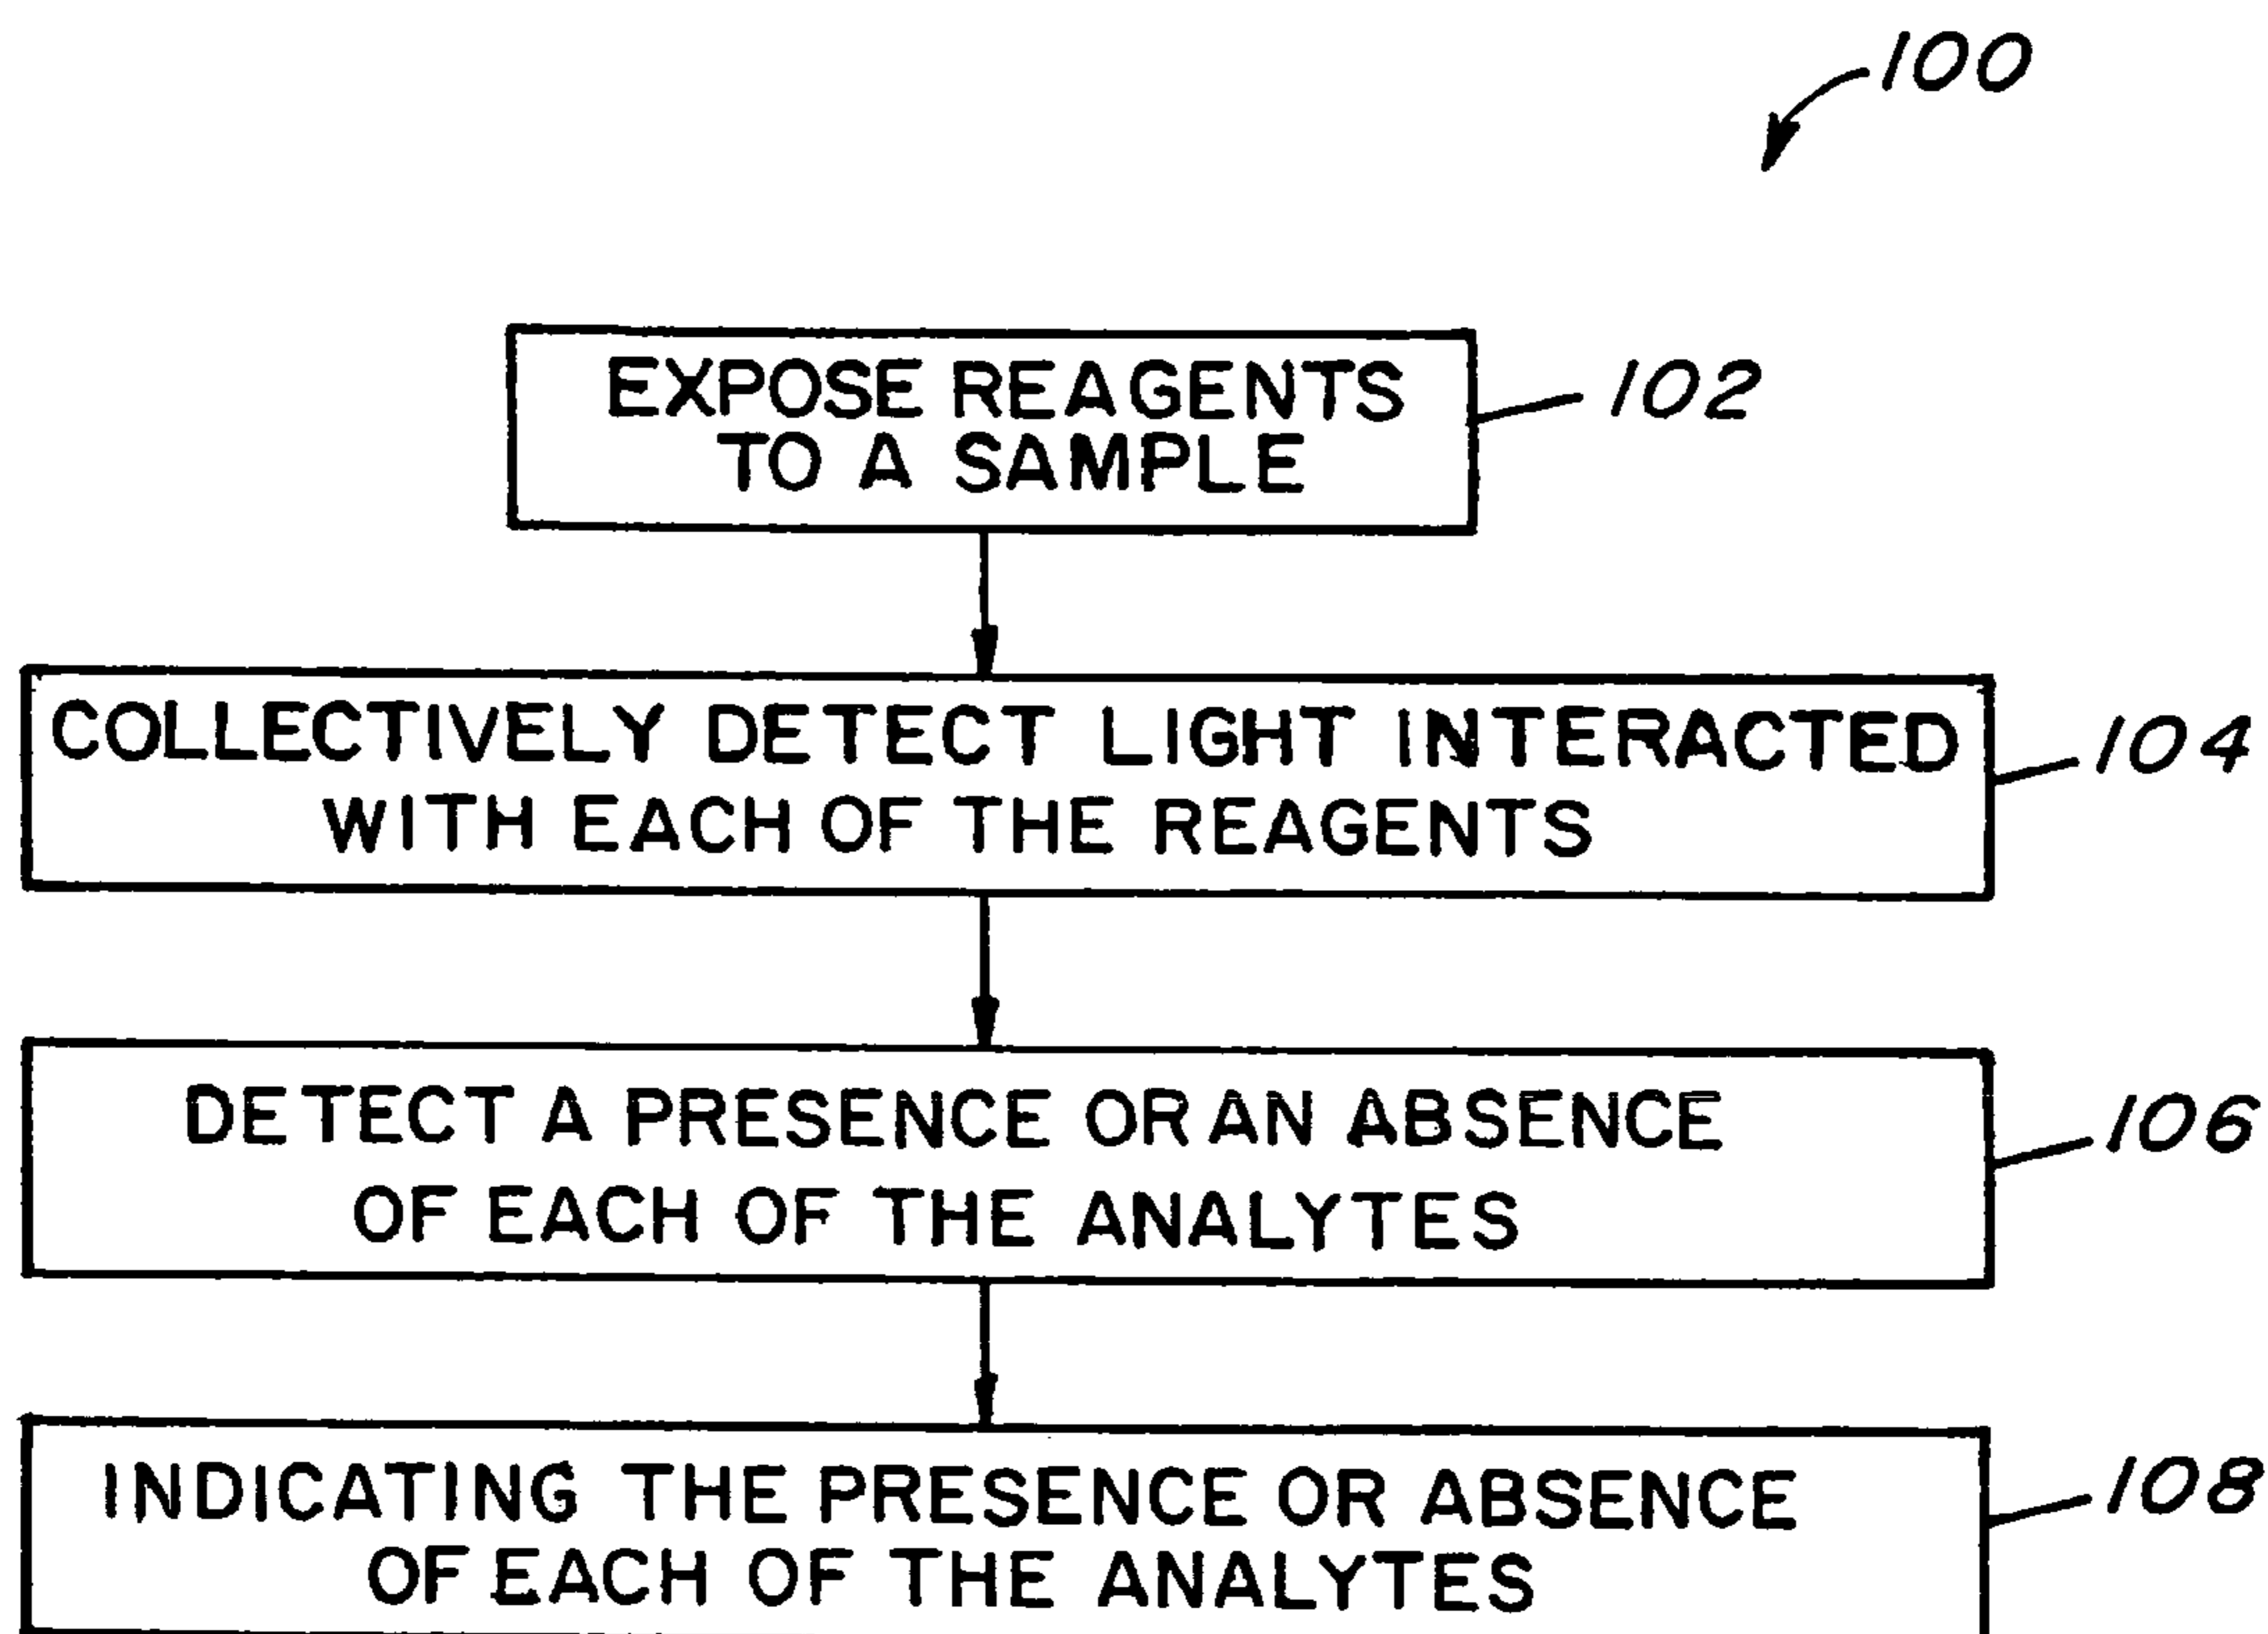 100
EXPOSE REAGENTS
TO A SAMPLE
102
COLLECTIVELY DETECT LIGHT INTERACTED
WITH EACH OF THE REAGENTS
104
DETECT A PRESENCE OR AN ABSENCE
OF EACH OF THE ANALYTES
106
INDICATING THE PRESENCE OR ABSENCE
OF EACH OF THE ANALYTES
108